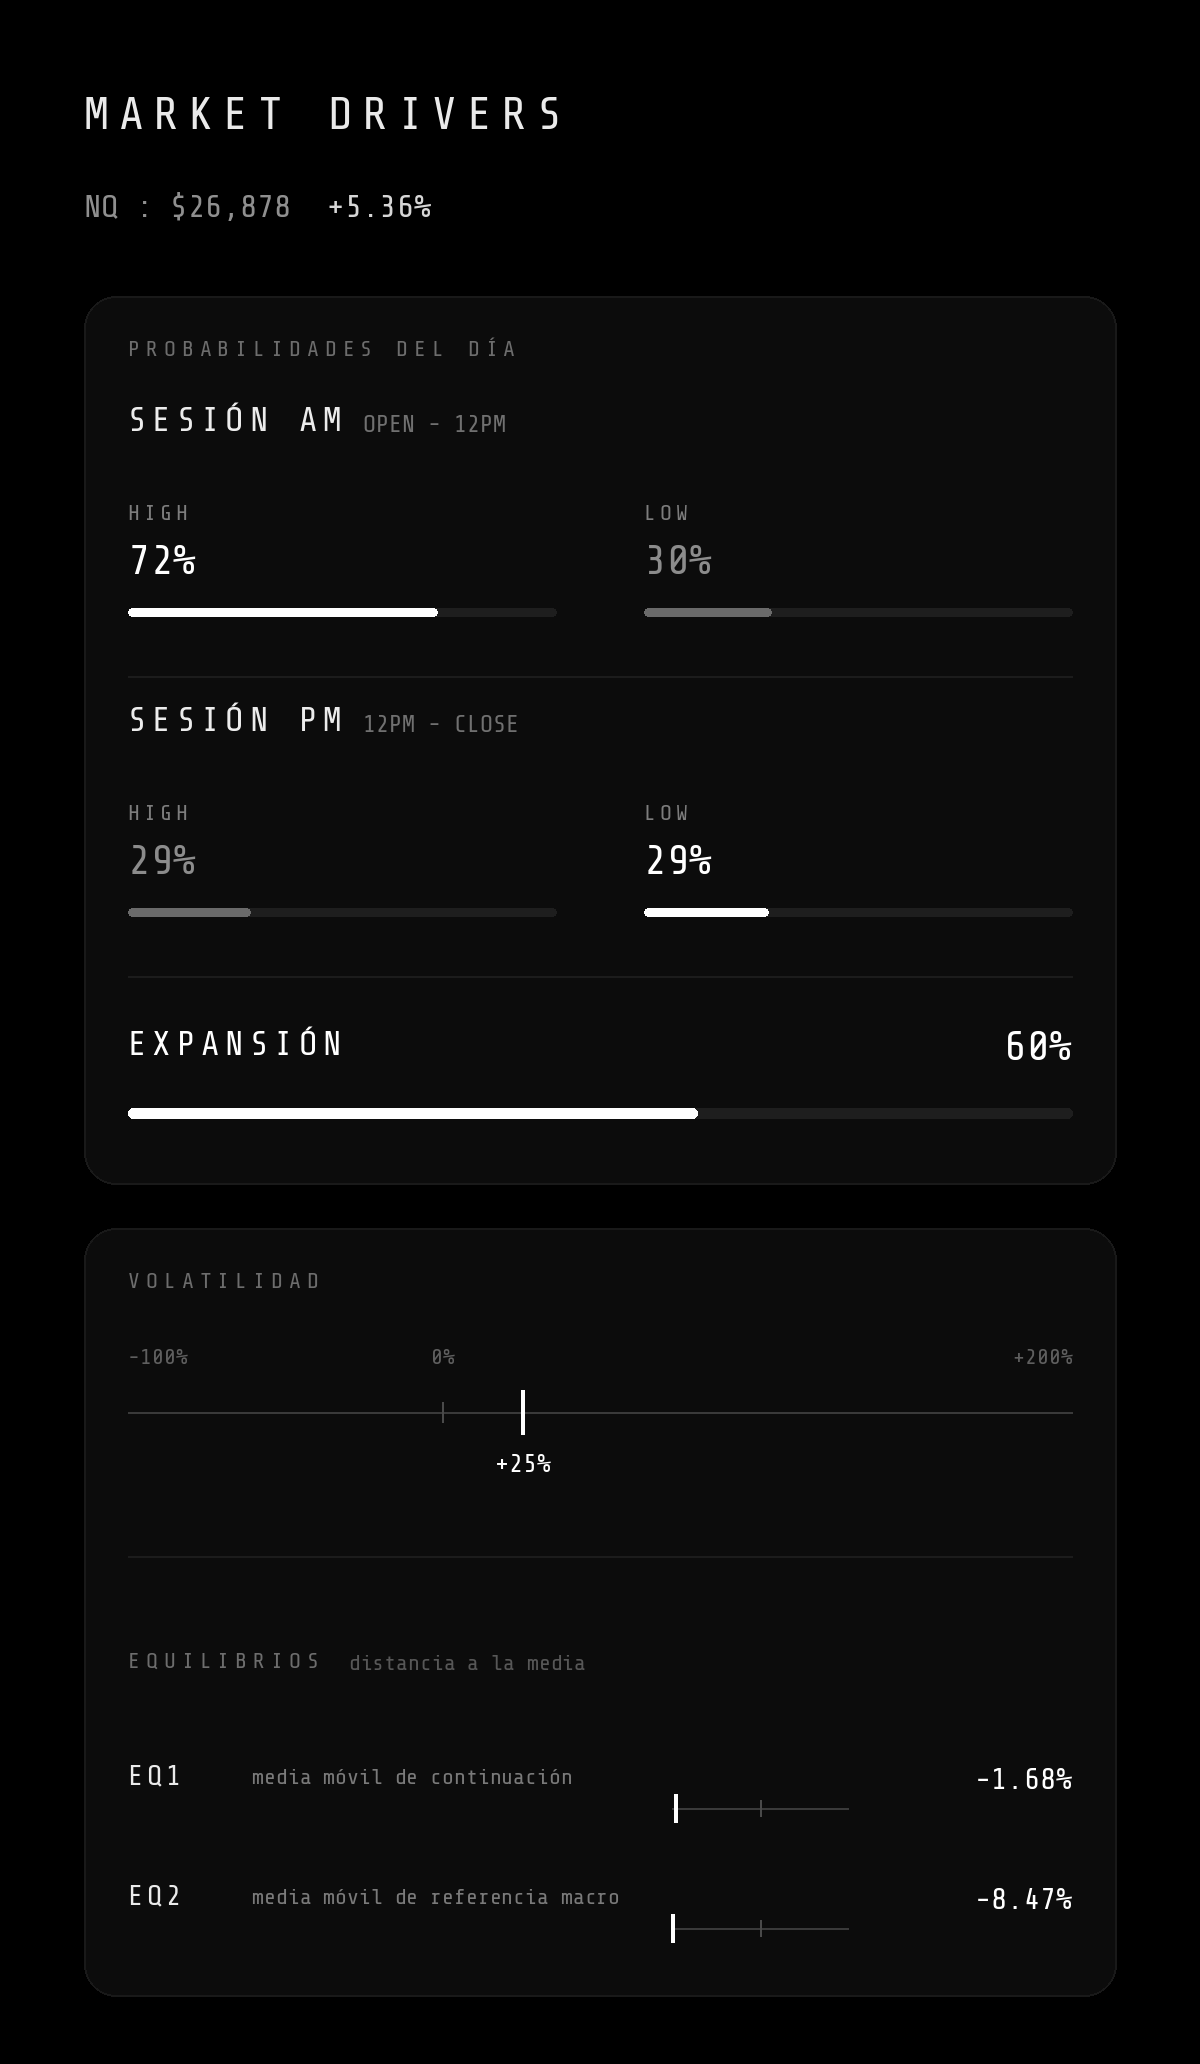 MARKET DRIVERS
NQ : $26,878 +5.36%
PROBABILIDADES DEL DÍA
SESIÓN AM OPEN – 12PM
HIGH LOW
72% 30%
SESIÓN PM 12PM – CLOSE
HIGH LOW
29% 29%
EXPANSIÓN 60%
VOLATILIDAD
-100% 0% +200%
+25%
EQUILIBRIOS distancia a la media
EQ1 media móvil de continuación -1.68%
EQ2 media móvil de referencia macro -8.47%